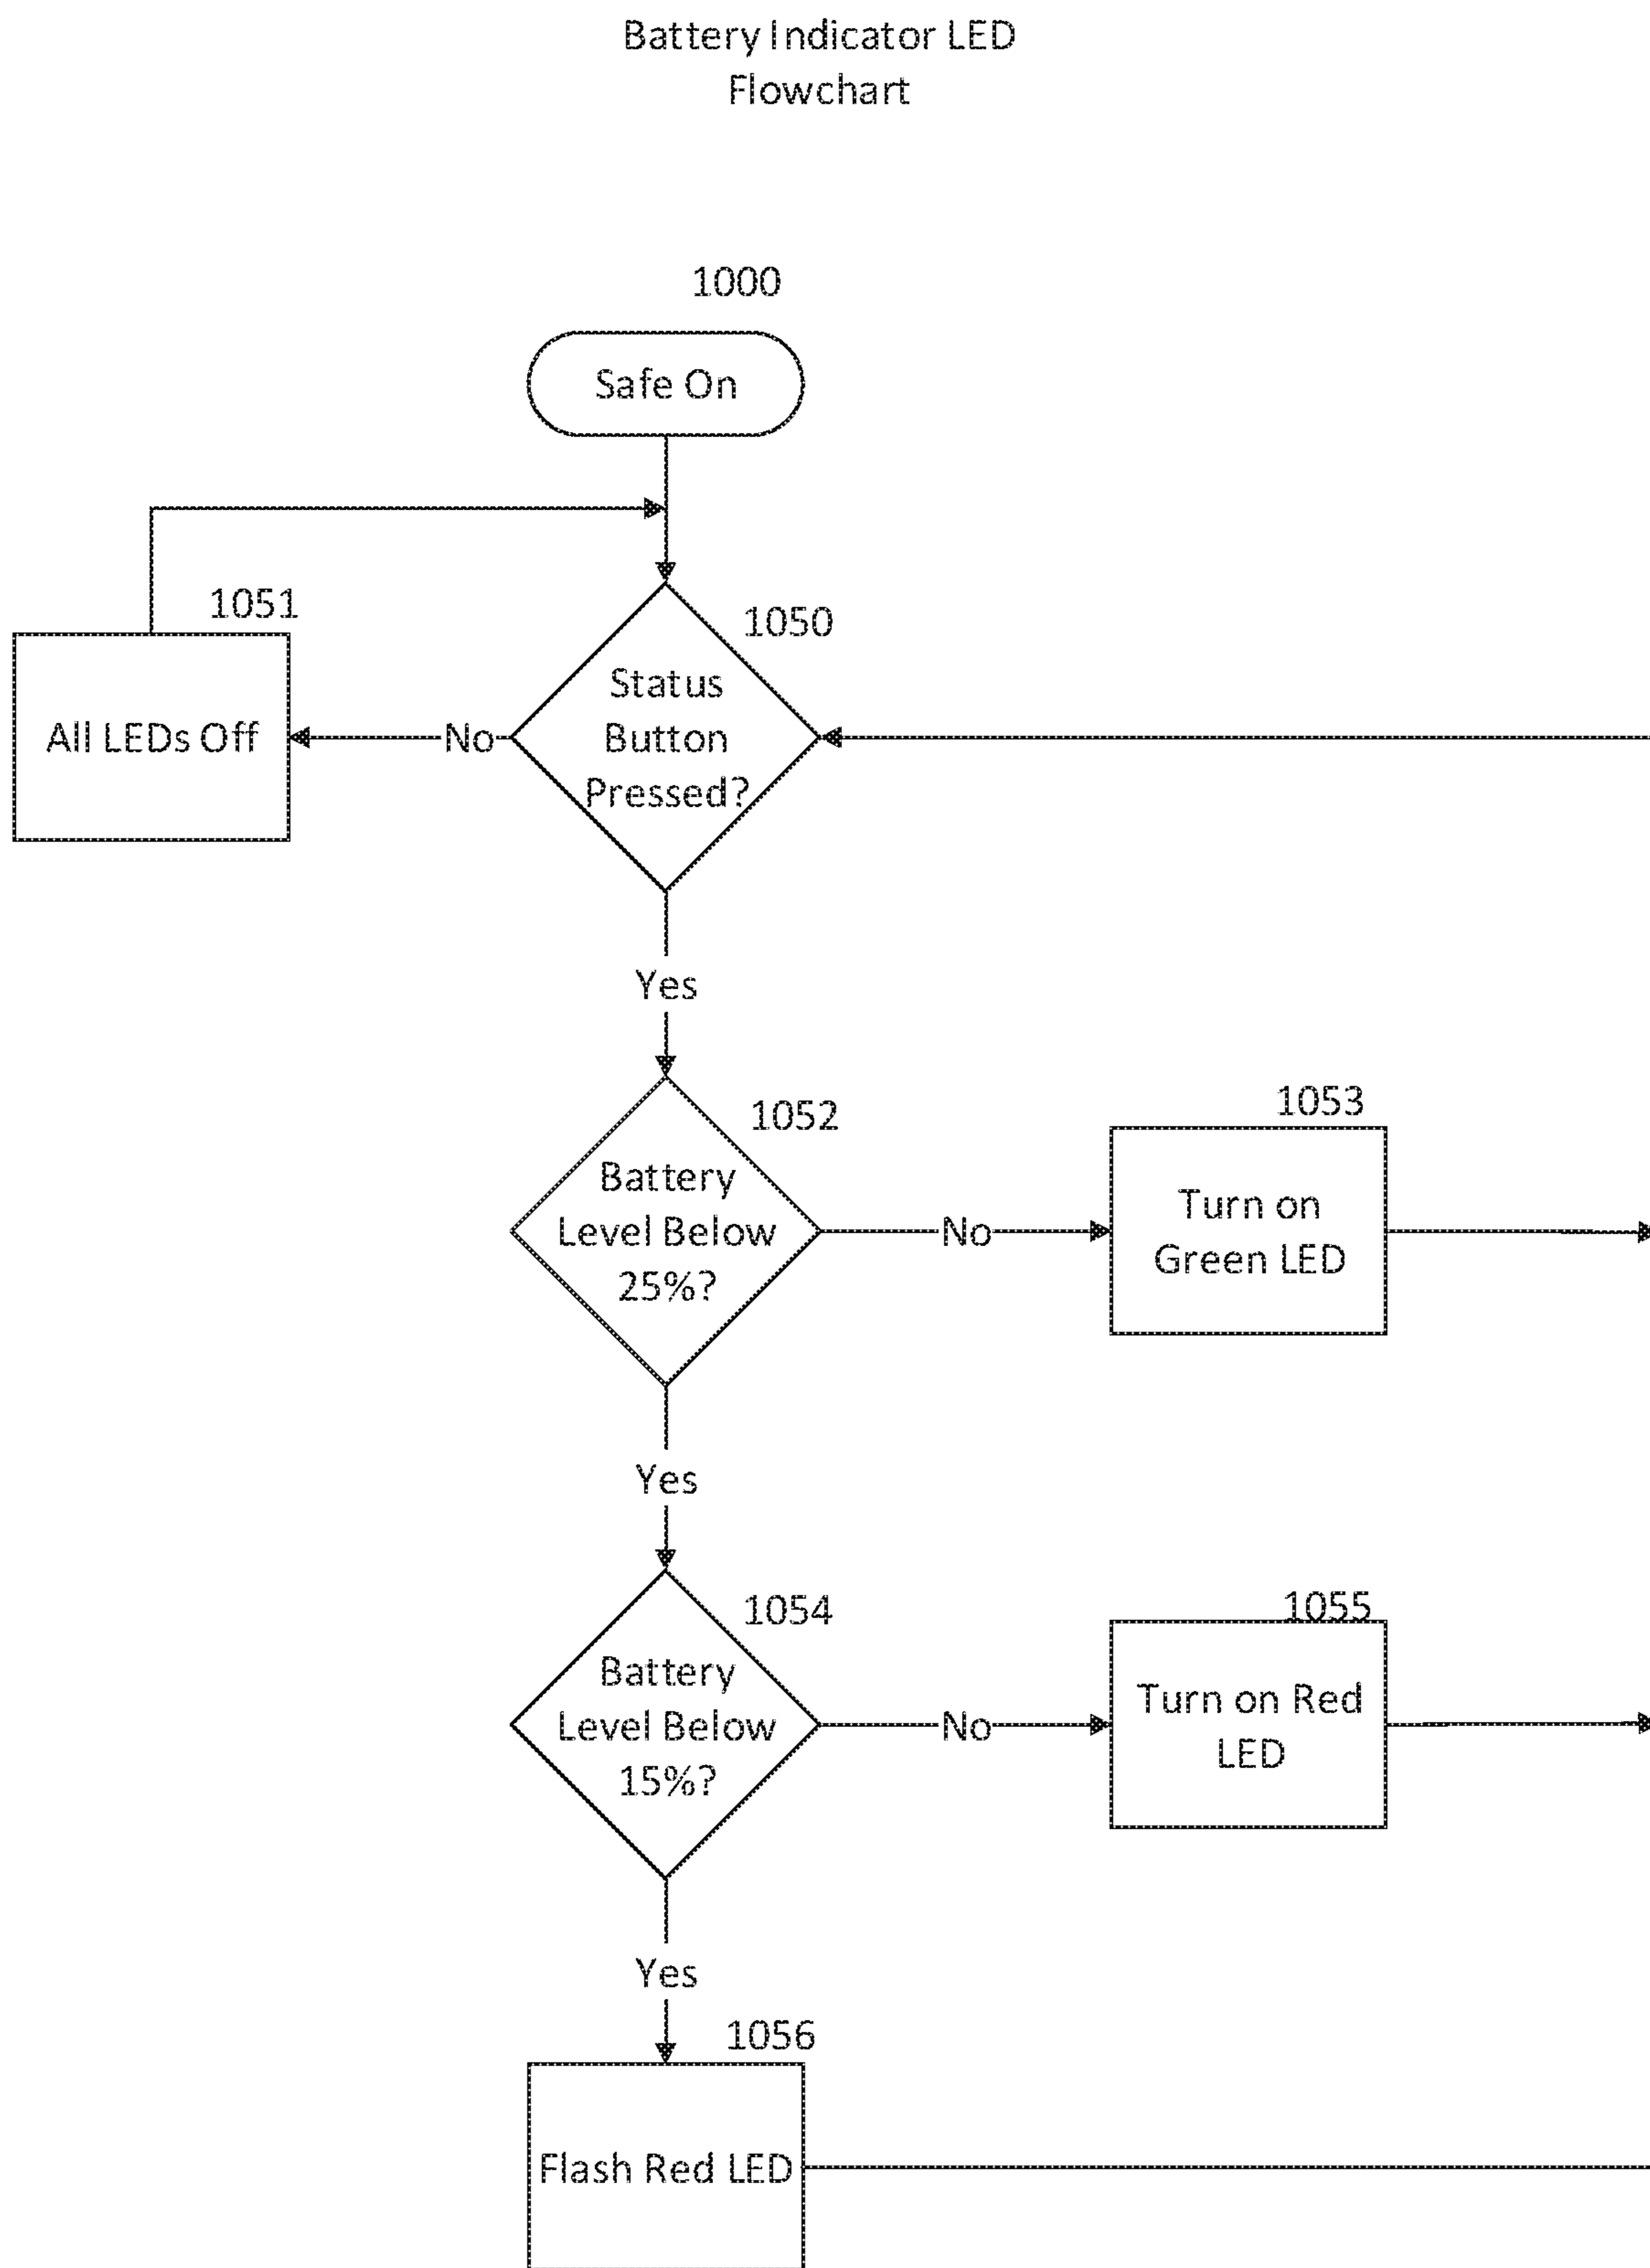 Battery Indicator LED
Flowchart
1000
Safe On
1051
1050
All LEDs Off
No
Status
Button
Pressed?
Yes
1052
1053
Battery
Level Below
25%?
No
Turn on
Green LED
Yes
1054
1055
Battery
Level Below
15%?
No
Turn on Red
LED
Yes
1056
Flash Red LED